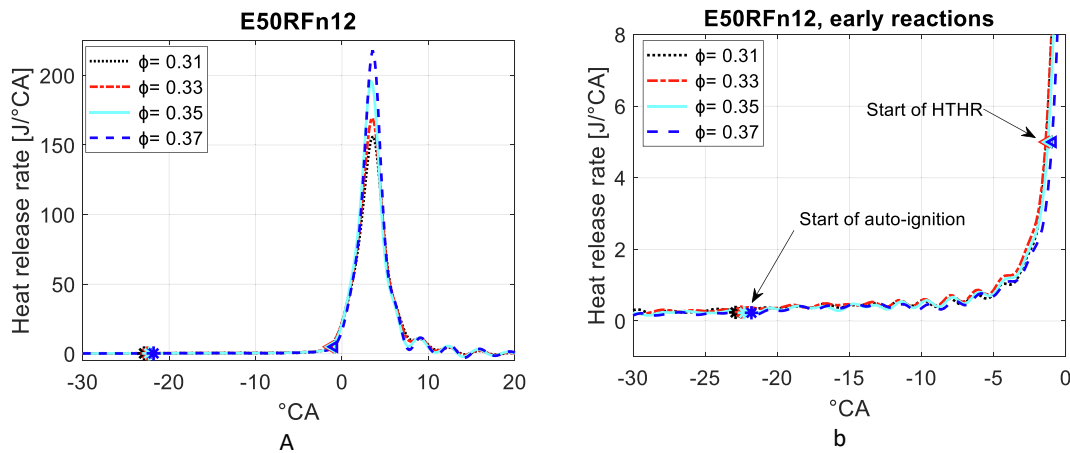 E50RFn12
ϕ= 0.31
ϕ= 0.33
ϕ= 0.35
ϕ= 0.37
Heat release rate [J/°CA]
200
150
100
50
0
-30
-20
-10
0
10
20
°CA
A
E50RFn12, early reactions
ϕ= 0.31
ϕ= 0.33
ϕ= 0.35
ϕ= 0.37
Start of HTHR
Start of auto-ignition
Heat release rate [J/°CA]
8
6
4
2
0
-30
-25
-20
-15
-10
-5
0
°CA
b